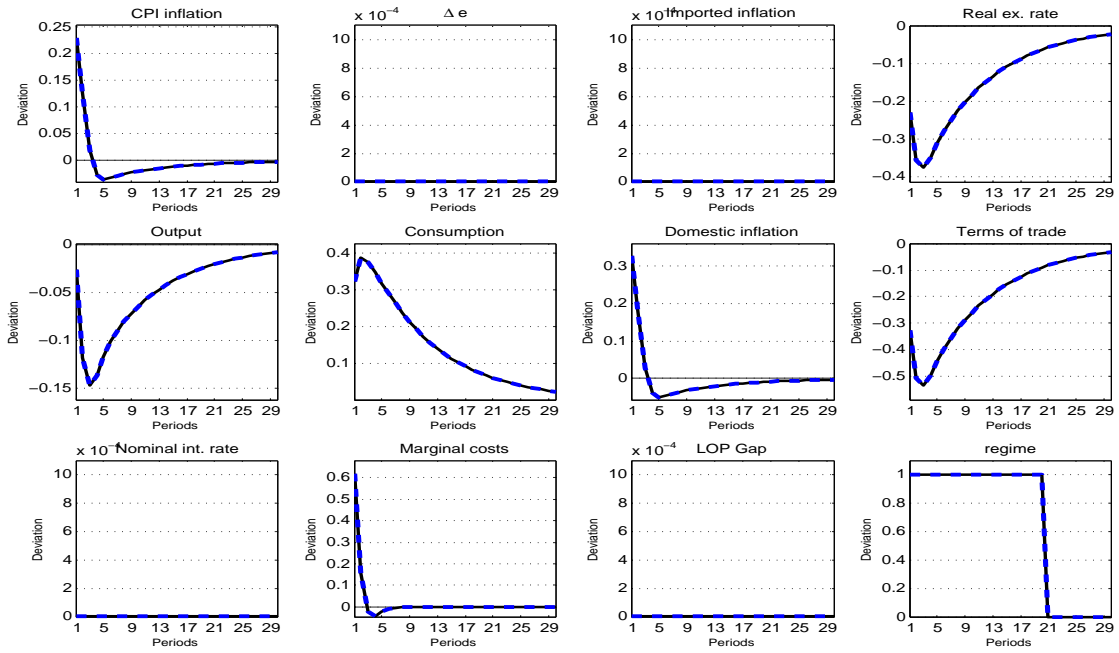 CPI inflation
0.25
0.2
0.15
0.1
0.05
0
Deviation
1 5 9 13 17 21 25 29
Periods
x 10⁻⁴
Δ e
10
8
6
4
2
0
Deviation
1 5 9 13 17 21 25 29
Periods
x 10⁻⁴
Imported inflation
10
8
6
4
2
0
Deviation
1 5 9 13 17 21 25 29
Periods
Real ex. rate
0
−0.1
−0.2
−0.3
−0.4
Deviation
1 5 9 13 17 21 25 29
Periods
Output
0
−0.05
−0.1
−0.15
Deviation
1 5 9 13 17 21 25 29
Periods
Consumption
0.4
0.3
0.2
0.1
Deviation
1 5 9 13 17 21 25 29
Periods
Domestic inflation
0.3
0.2
0.1
0
Deviation
1 5 9 13 17 21 25 29
Periods
Terms of trade
0
−0.1
−0.2
−0.3
−0.4
−0.5
Deviation
1 5 9 13 17 21 25 29
Periods
x 10⁻⁴
Nominal int. rate
10
8
6
4
2
0
Deviation
1 5 9 13 17 21 25 29
Periods
Marginal costs
0.6
0.5
0.4
0.3
0.2
0.1
0
Deviation
1 5 9 13 17 21 25 29
Periods
x 10⁻⁴
LOP Gap
10
8
6
4
2
0
Deviation
1 5 9 13 17 21 25 29
Periods
regime
1
0.8
0.6
0.4
0.2
0
Deviation
1 5 9 13 17 21 25 29
Periods